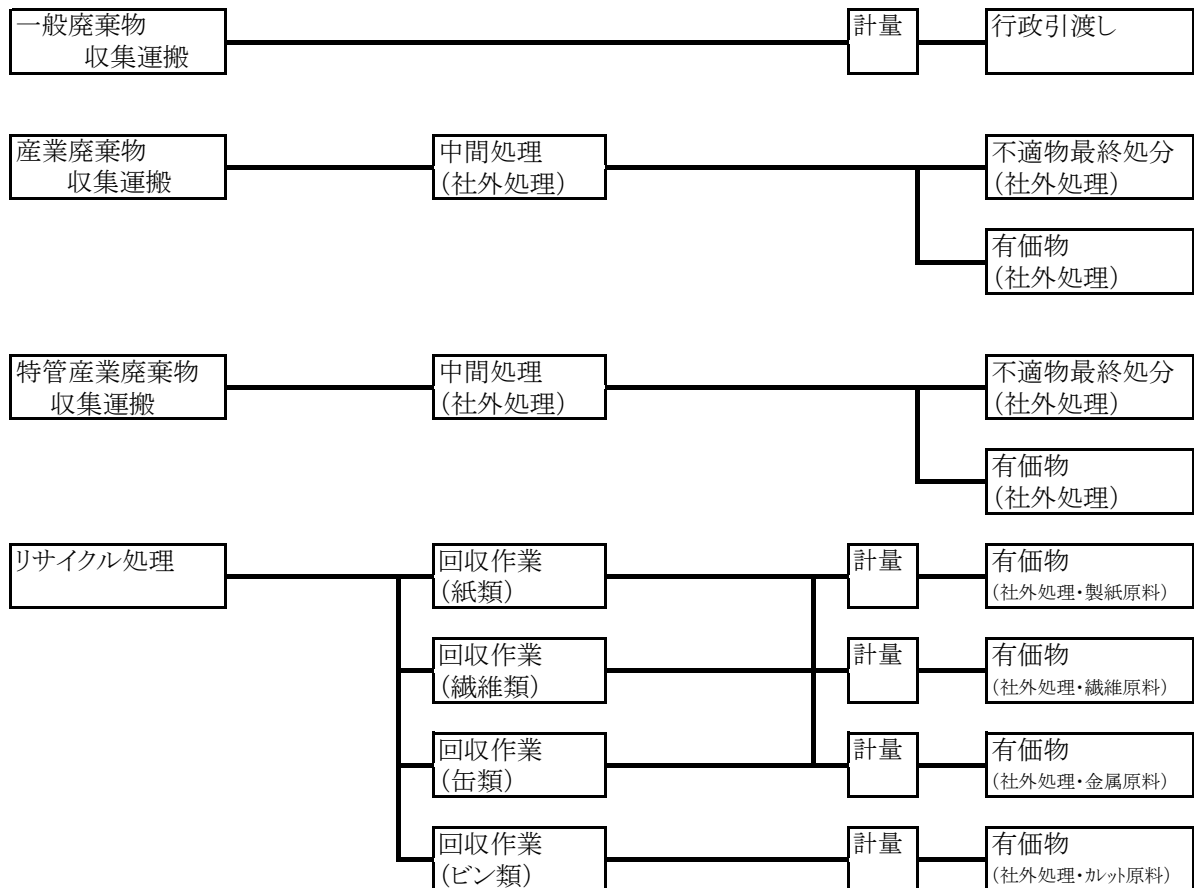 一般廃棄物
収集運搬
計量
行政引渡し
産業廃棄物
収集運搬
中間処理
(社外処理)
不適物最終処分
(社外処理)
有価物
(社外処理)
特管産業廃棄物
収集運搬
中間処理
(社外処理)
不適物最終処分
(社外処理)
有価物
(社外処理)
リサイクル処理
回収作業
(紙類)
計量
有価物
(社外処理・製紙原料)
回収作業
(繊維類)
計量
有価物
(社外処理・繊維原料)
回収作業
(缶類)
計量
有価物
(社外処理・金属原料)
回収作業
(ビン類)
計量
有価物
(社外処理・カレット原料)